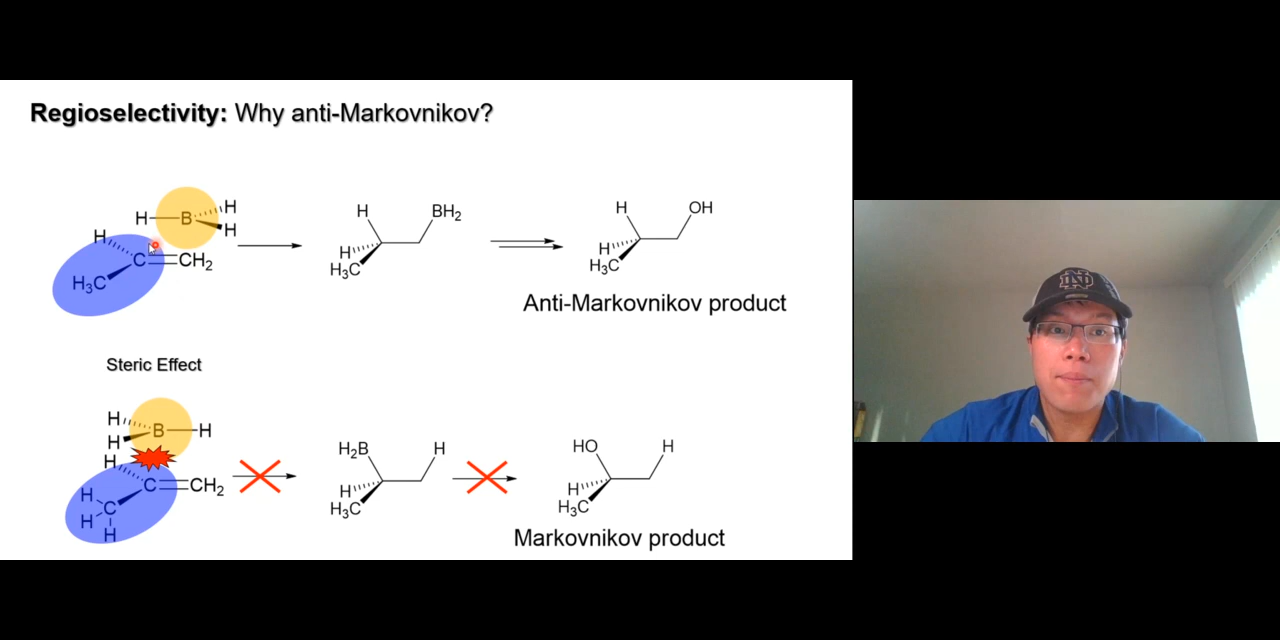 Regioselectivity: Why anti-Markovnikov?
H B H
H
H C CH2
H3C
H BH2
H
H3C
H OH
H
H3C
Anti-Markovnikov product
Steric Effect
H B H
H
H C CH2
H
H C
H
H2B H
H
H3C
HO H
H
H3C
Markovnikov product
ND